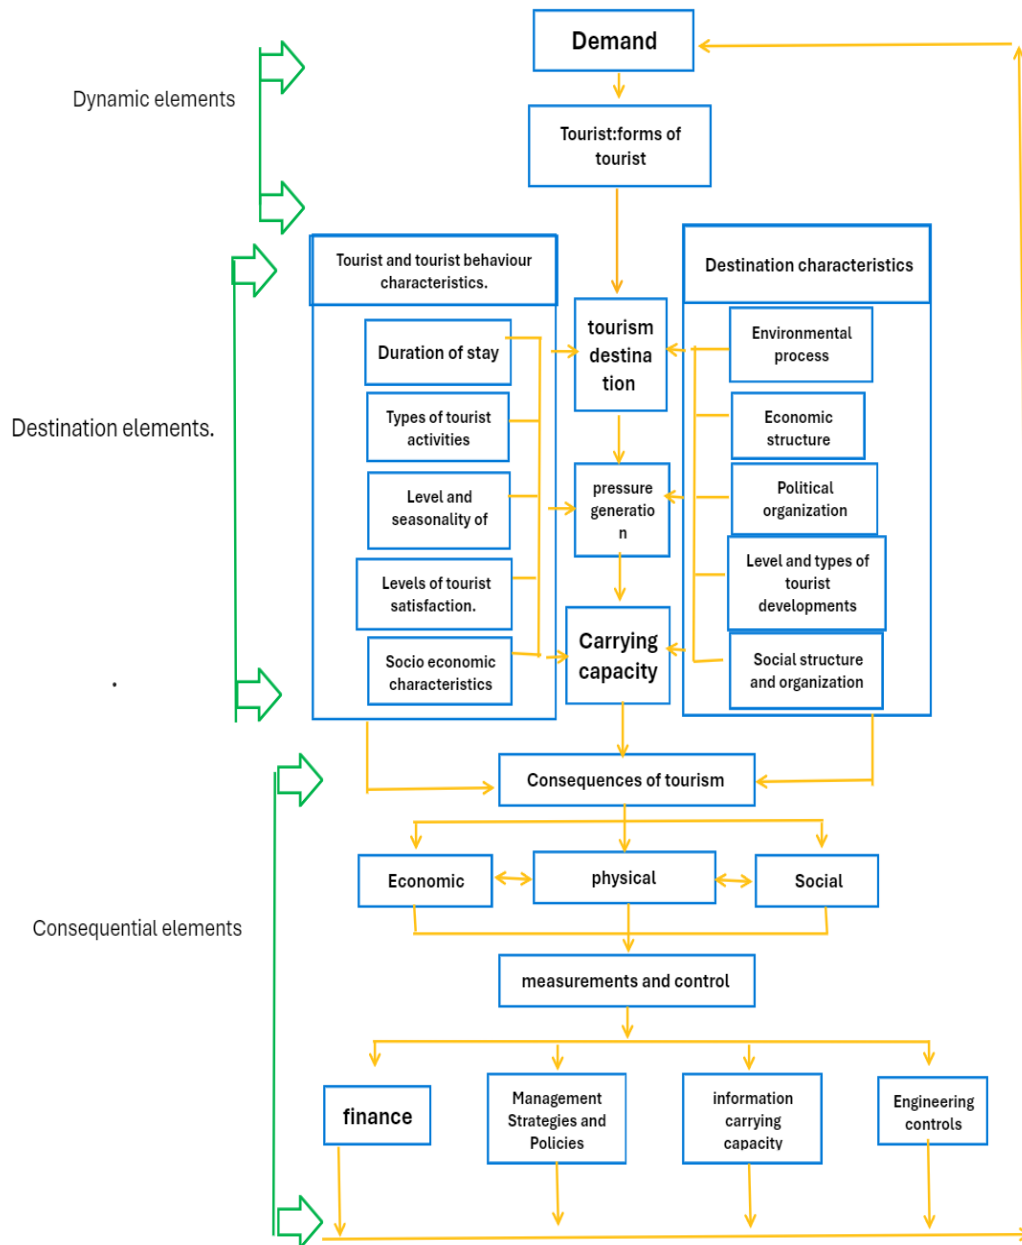 Demand
Dynamic elements
Tourist:forms of
tourist
Tourist and tourist behaviour
characteristics.
Destination characteristics
tourism
destina
tion
Duration of stay
Environmental
process
Types of tourist
activities
Economic
structure
Destination elements.
Level and
seasonality of
pressure
generatio
n
Political
organization
Levels of tourist
satisfaction.
Level and types of
tourist
developments
Carrying
capacity
Socio economic
characteristics
Social structure
and organization
Consequences of tourism
Economic
physical
Social
Consequential elements
measurements and control
finance
Management
Strategies and
Policies
information
carrying
capacity
Engineering
controls